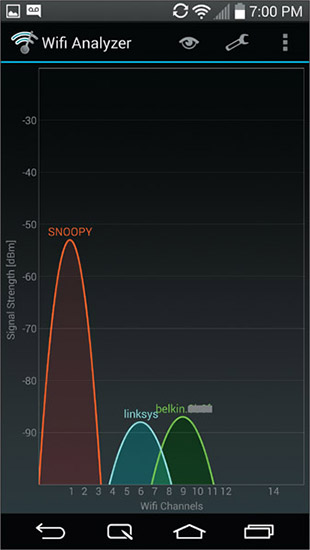 7:00 PM
Wifi Analyzer
-30
-40
-50
SNOOPY
-60
-70
-80
linksys
belkin.
-90
Signal Strength [dBm]
1 2 3 4 5 6 7 8 9 10 11 12 14
Wifi Channels